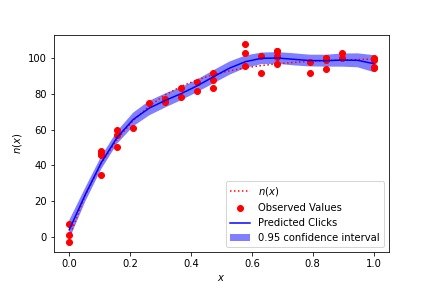 100
80
60
40
20
0
n(x)
n(x)
Observed Values
Predicted Clicks
0.95 confidence interval
0.0 0.2 0.4 0.6 0.8 1.0
x